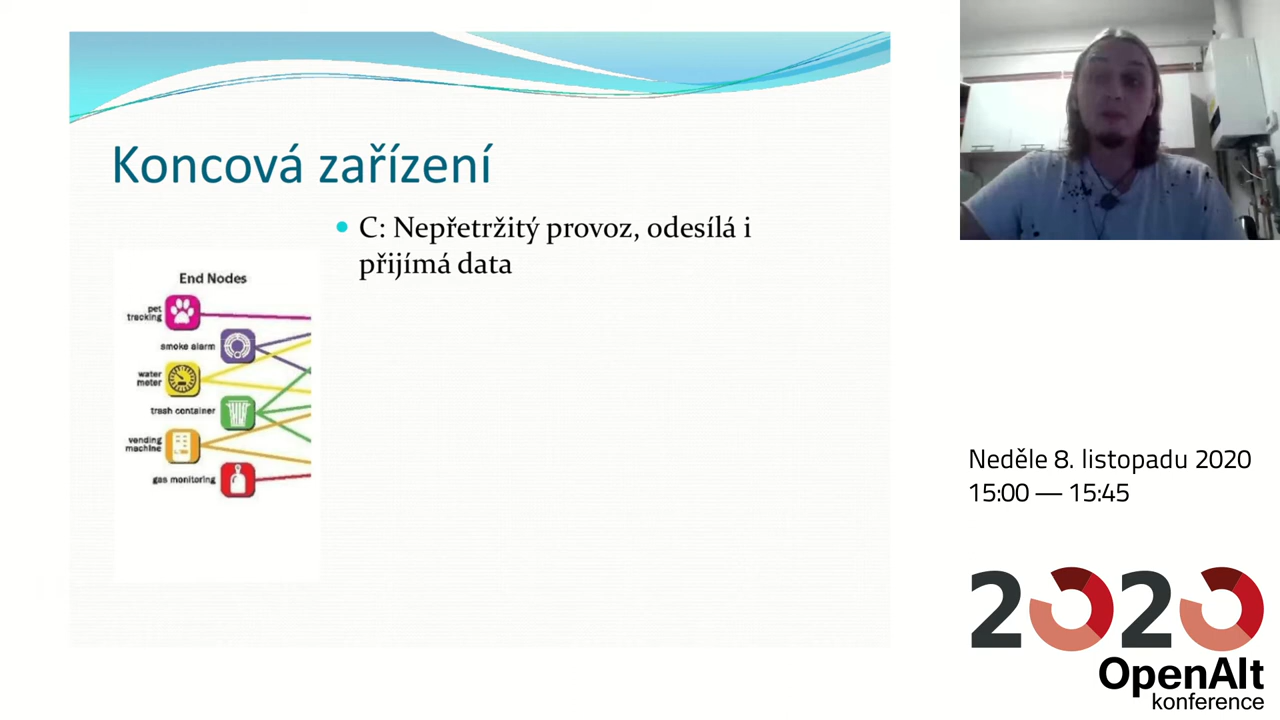 Koncová zařízení
C: Nepřetržitý provoz, odesílá i
přijímá data
End Nodes
pet
tracking
smoke alarm
water
meter
trash container
vending
machine
gas monitoring
Neděle 8. listopadu 2020
15:00 — 15:45
2020
OpenAlt
konference